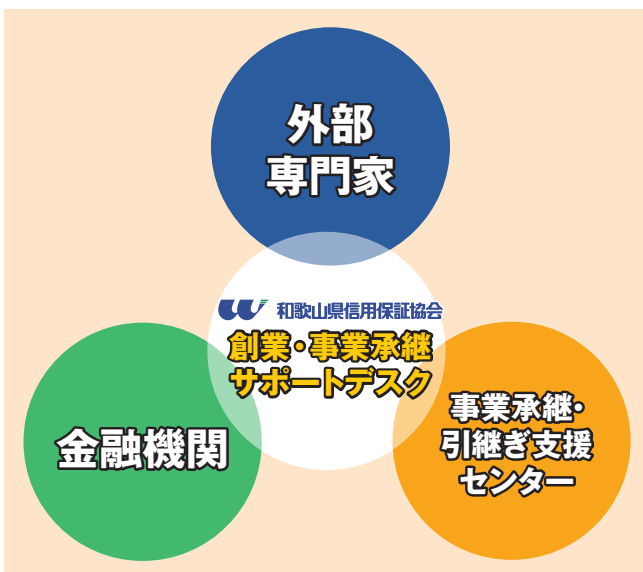 外部
専門家
和歌山県信用保証協会
創業・事業承継
サポートデスク
金融機関
事業承継・
引継ぎ支援
センター